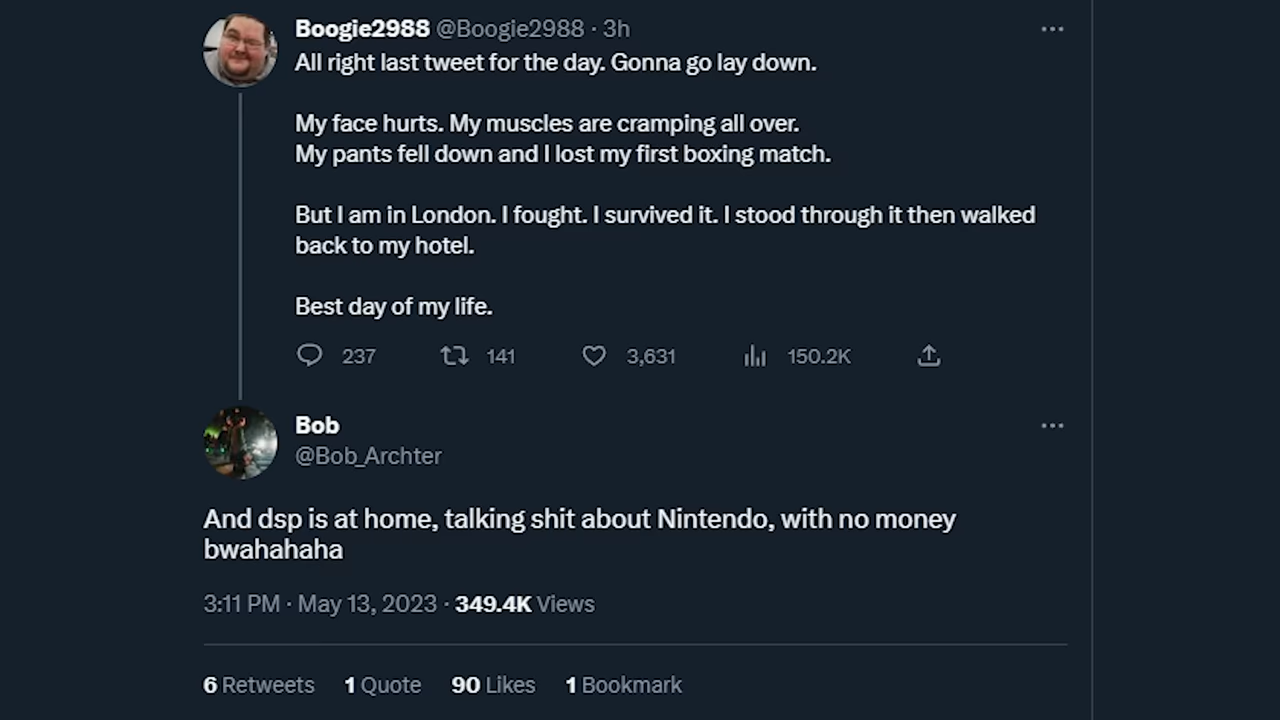 Boogie2988 @Boogie2988 · 3h
All right last tweet for the day. Gonna go lay down.
My face hurts. My muscles are cramping all over.
My pants fell down and I lost my first boxing match.
But I am in London. I fought. I survived it. I stood through it then walked
back to my hotel.
Best day of my life.
237 141 3,631 150.2K
Bob
@Bob_Archter
And dsp is at home, talking shit about Nintendo, with no money
bwahahaha
3:11 PM · May 13, 2023 · 349.4K Views
6 Retweets 1 Quote 90 Likes 1 Bookmark